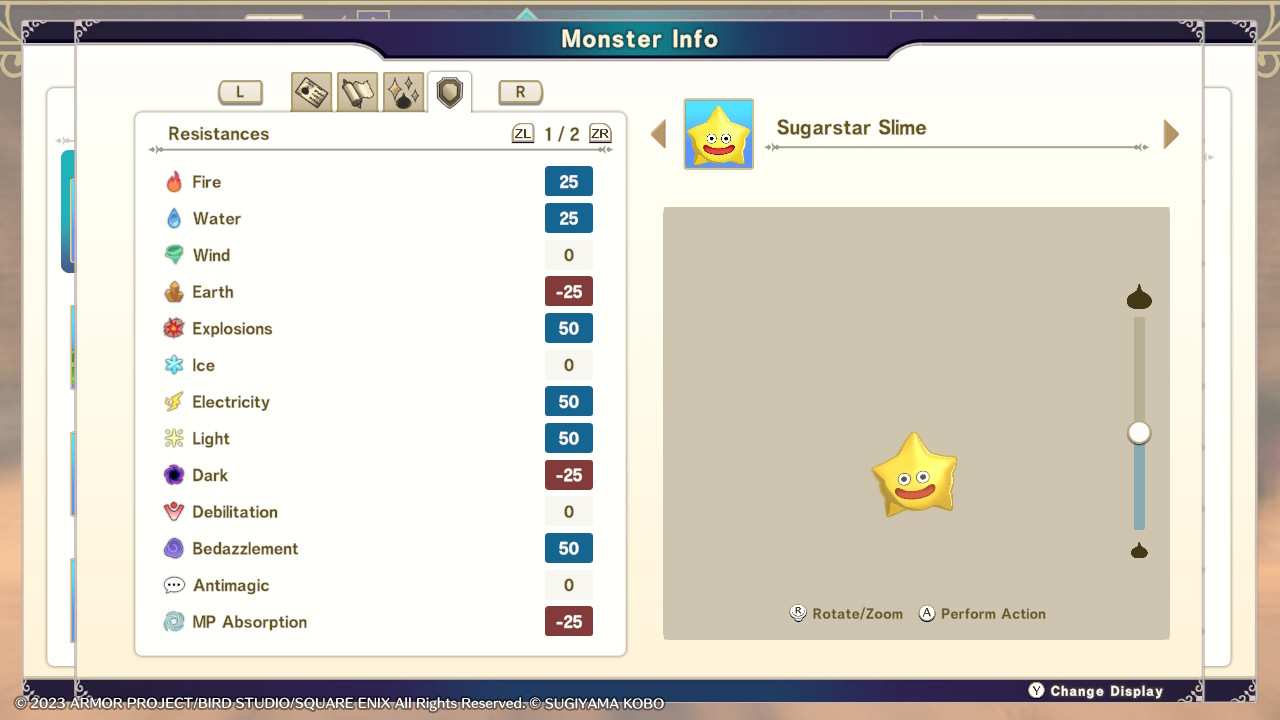 Monster Info
L R
Resistances ZL 1 / 2 ZR
Sugarstar Slime
Fire 25
Water 25
Wind 0
Earth -25
Explosions 50
Ice 0
Electricity 50
Light 50
Dark -25
Debilitation 0
Bedazzlement 50
Antimagic 0
MP Absorption -25
R Rotate/Zoom A Perform Action
Y Change Display
© 2023 ARMOR PROJECT/BIRD STUDIO/SQUARE ENIX All Rights Reserved. © SUGIYAMA KOBO